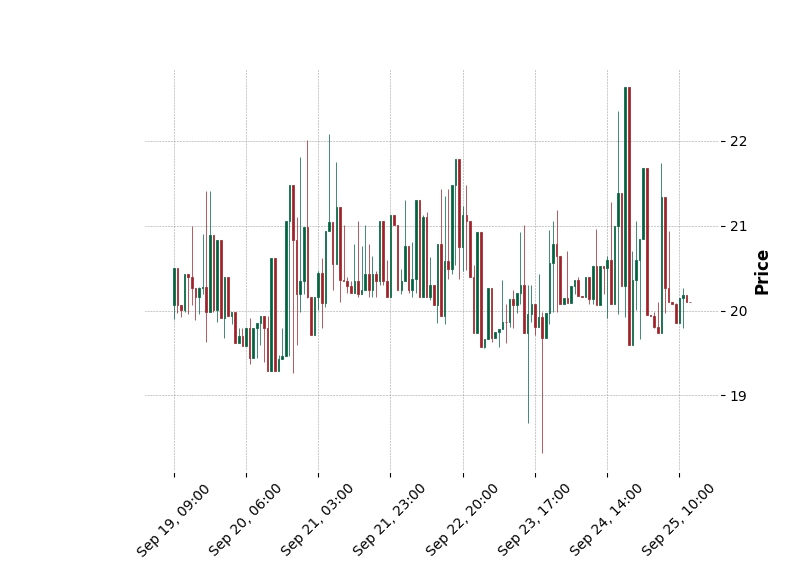 22
21
20
19
Price
Sep 19, 09:00
Sep 20, 06:00
Sep 21, 03:00
Sep 21, 23:00
Sep 22, 20:00
Sep 23, 17:00
Sep 24, 14:00
Sep 25, 10:00